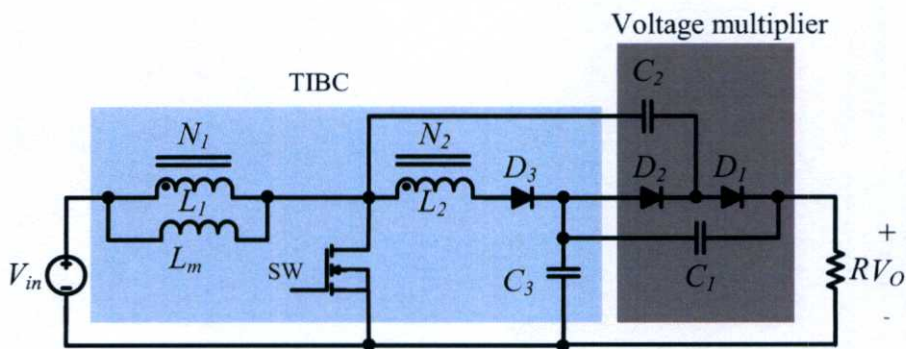 Voltage multiplier
TIBC
C2
N1
N2
D3
D2
D1
L1
L2
Lm
SW
C1
Vin
C3
+
RVO
-